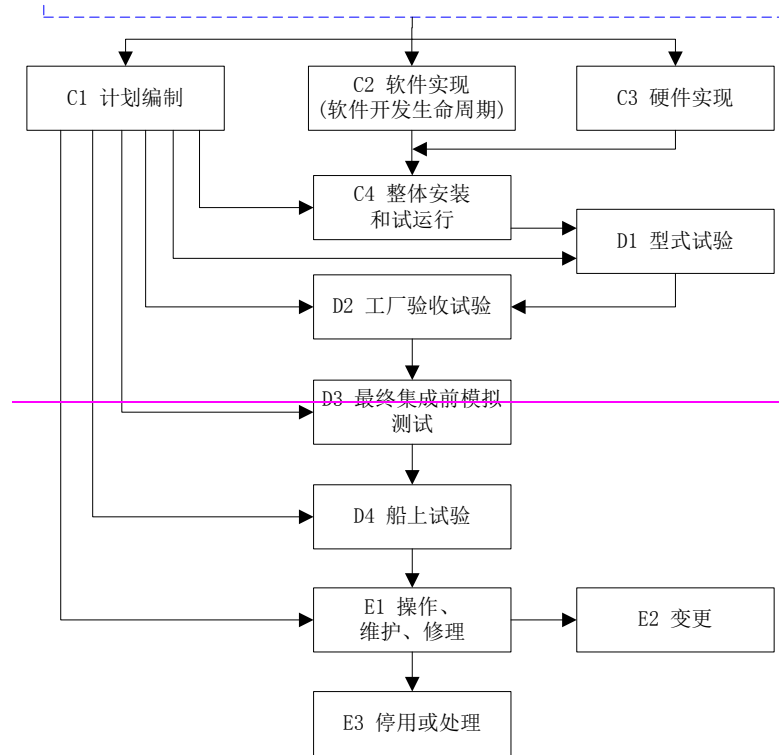 C1 计划编制
C2 软件实现
(软件开发生命周期)
C3 硬件实现
C4 整体安装
和试运行
D1 型式试验
D2 工厂验收试验
D3 最终集成前模拟
测试
D4 船上试验
E1 操作、
维护、修理
E2 变更
E3 停用或处理